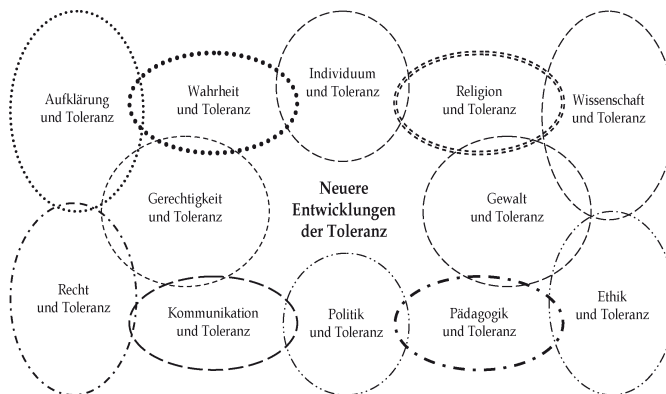 Aufklärung
und Toleranz
Wahrheit
und Toleranz
Individuum
und Toleranz
Religion
und Toleranz
Wissenschaft
und Toleranz
Gerechtigkeit
und Toleranz
Neuere
Entwicklungen
der Toleranz
Gewalt
und Toleranz
Recht
und Toleranz
Kommunikation
und Toleranz
Politik
und Toleranz
Pädagogik
und Toleranz
Ethik
und Toleranz